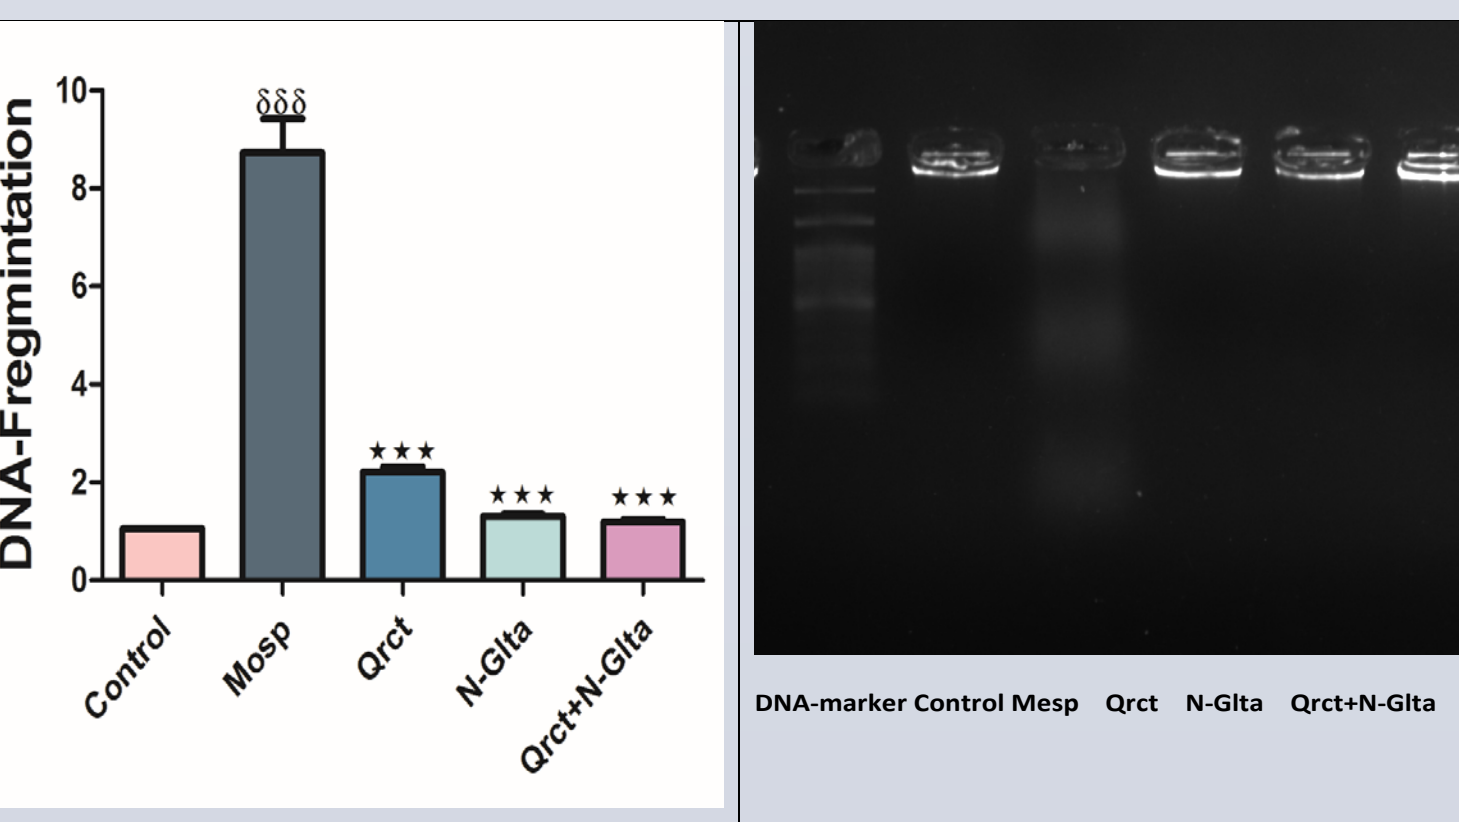 DNA-Fregmintation
10
8
6
4
2
0
δδδ
★★★
★★★
★★★
Control
Mosp
Qrct
N-Glta
Qrct+N-Glta
DNA-marker Control Mesp Qrct N-Glta Qrct+N-Glta